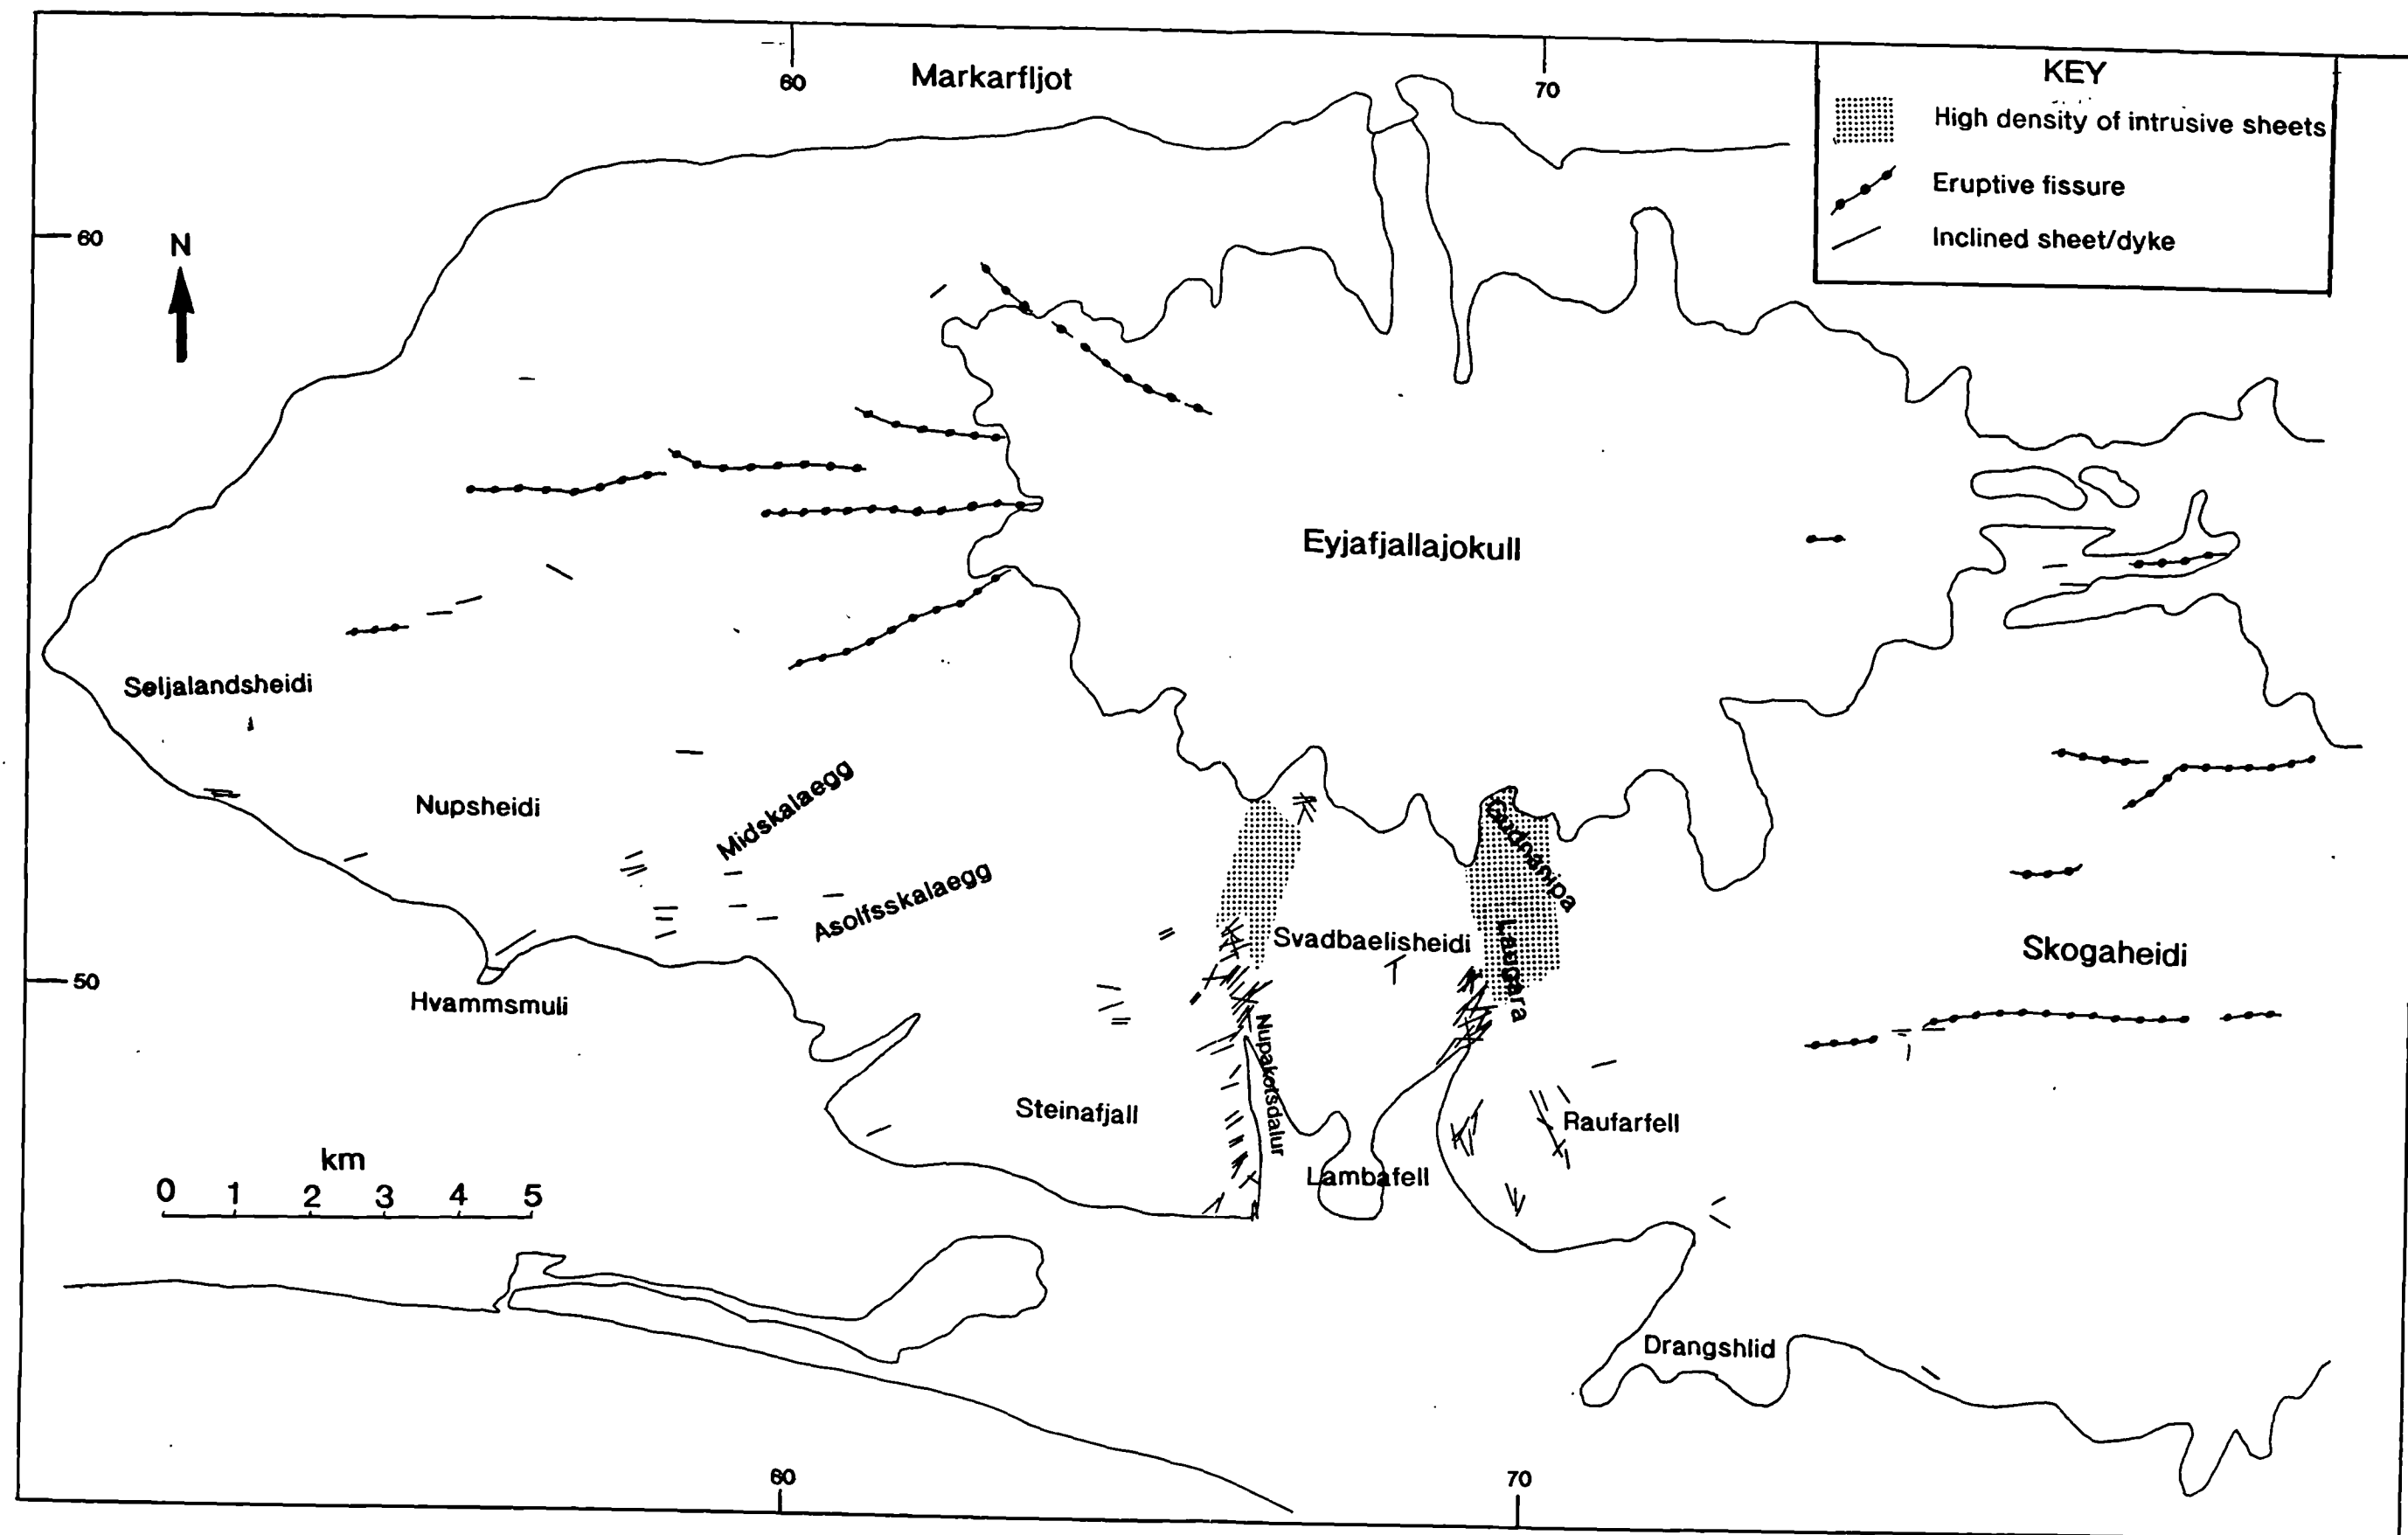 Markarfljot
60
70
KEY
High density of intrusive sheets
Eruptive fissure
Inclined sheet/dyke
60
N
Eyjafjallajokull
Seljalandsheidi
Nupsheidi
Midskalaegg
Asolfsskalaegg
Gudnanipa
Svadbaelisheidi
Laugara
Skogaheidi
50
Hvammsmuli
Nupakotsdalur
Steinafjall
Raufarfell
km
0 1 2 3 4 5
Lambafell
Drangshlid
60
70